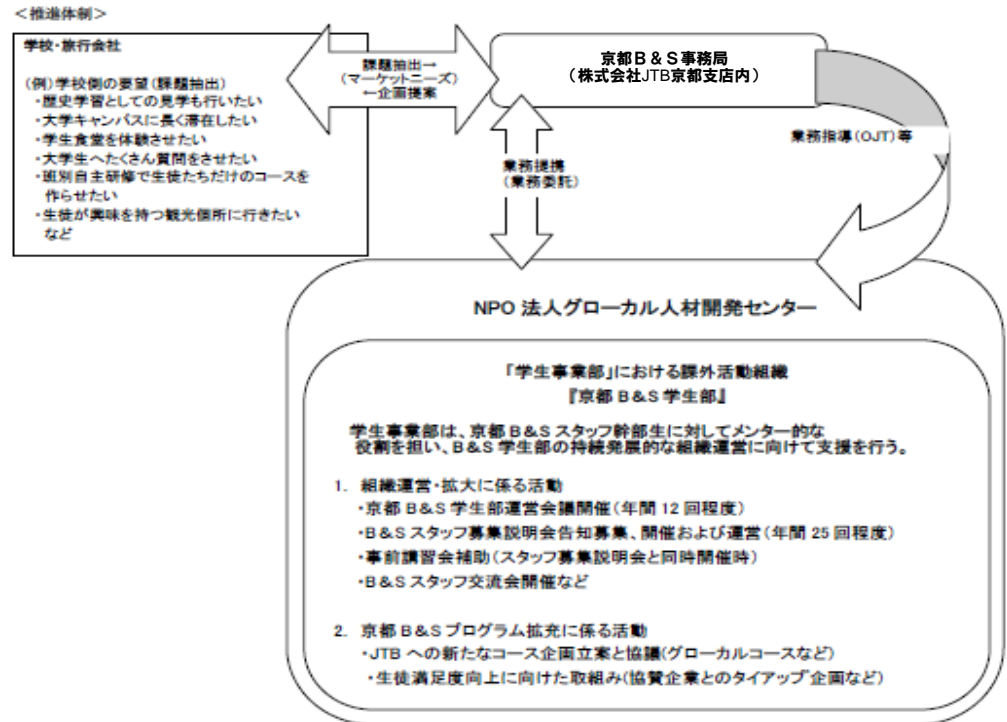 ＜推進体制＞
学校・旅行会社
(例)学校側の要望(課題抽出)
・歴史学習としての見学も行いたい
・大学キャンパスに長く滞在したい
・学生食堂を体験させたい
・大学生へたくさん質問をさせたい
・班別自主研修で生徒たちだけのコースを
作らせたい
・生徒が興味を持つ観光個所に行きたい
など
課題抽出→
(マーケットニーズ)
←企画提案
京都B＆S事務局
(株式会社JTB京都支店内)
業務指導(OJT)等
業務提携
(業務委託)
NPO 法人グローカル人材開発センター
「学生事業部」における課外活動組織
『京都 B&S 学生部』
学生事業部は、京都 B&S スタッフ幹部生に対してメンター的な
役割を担い、B&S 学生部の持続発展的な組織運営に向けて支援を行う。
1. 組織運営・拡大に係る活動
・京都 B&S 学生部運営会議開催(年間 12 回程度)
・B&S スタッフ募集説明会告知募集、開催および運営(年間 25 回程度)
・事前講習会補助(スタッフ募集説明会と同時開催時)
・B&S スタッフ交流会開催など
2. 京都 B&S プログラム拡充に係る活動
・JTB への新たなコース企画立案と協議(グローカルコースなど)
・生徒満足度向上に向けた取組み(協賛企業とのタイアップ企画など)